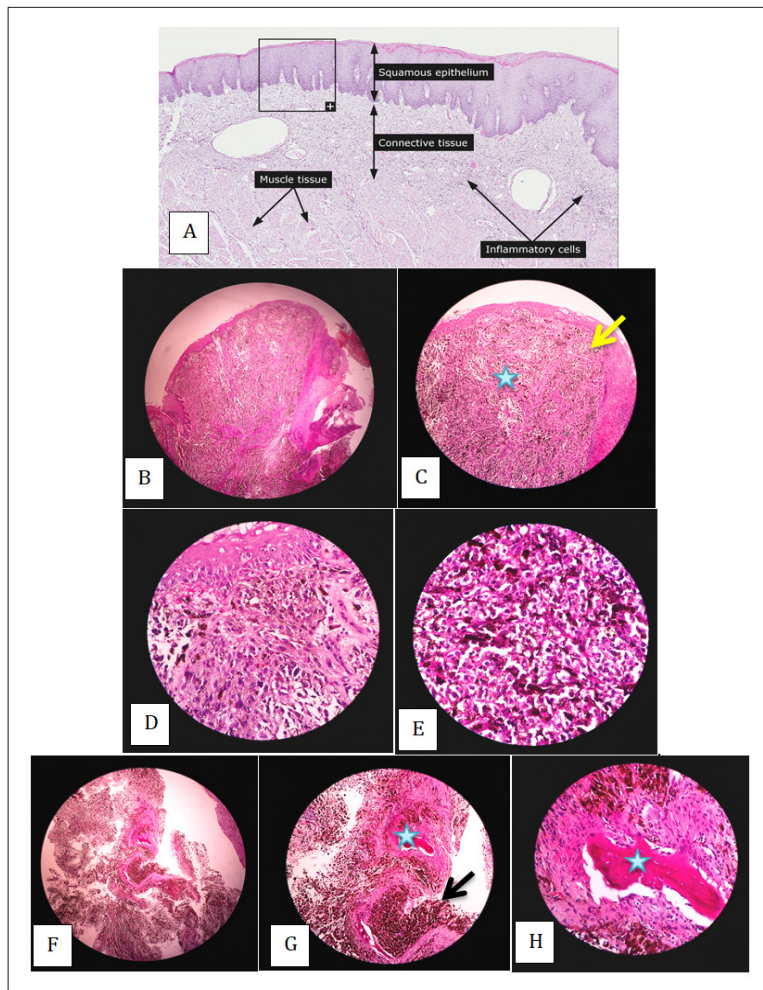 Squamous epithelium
Connective tissue
Muscle tissue
Inflammatory cells
A
B
C
D
E
F
G
H